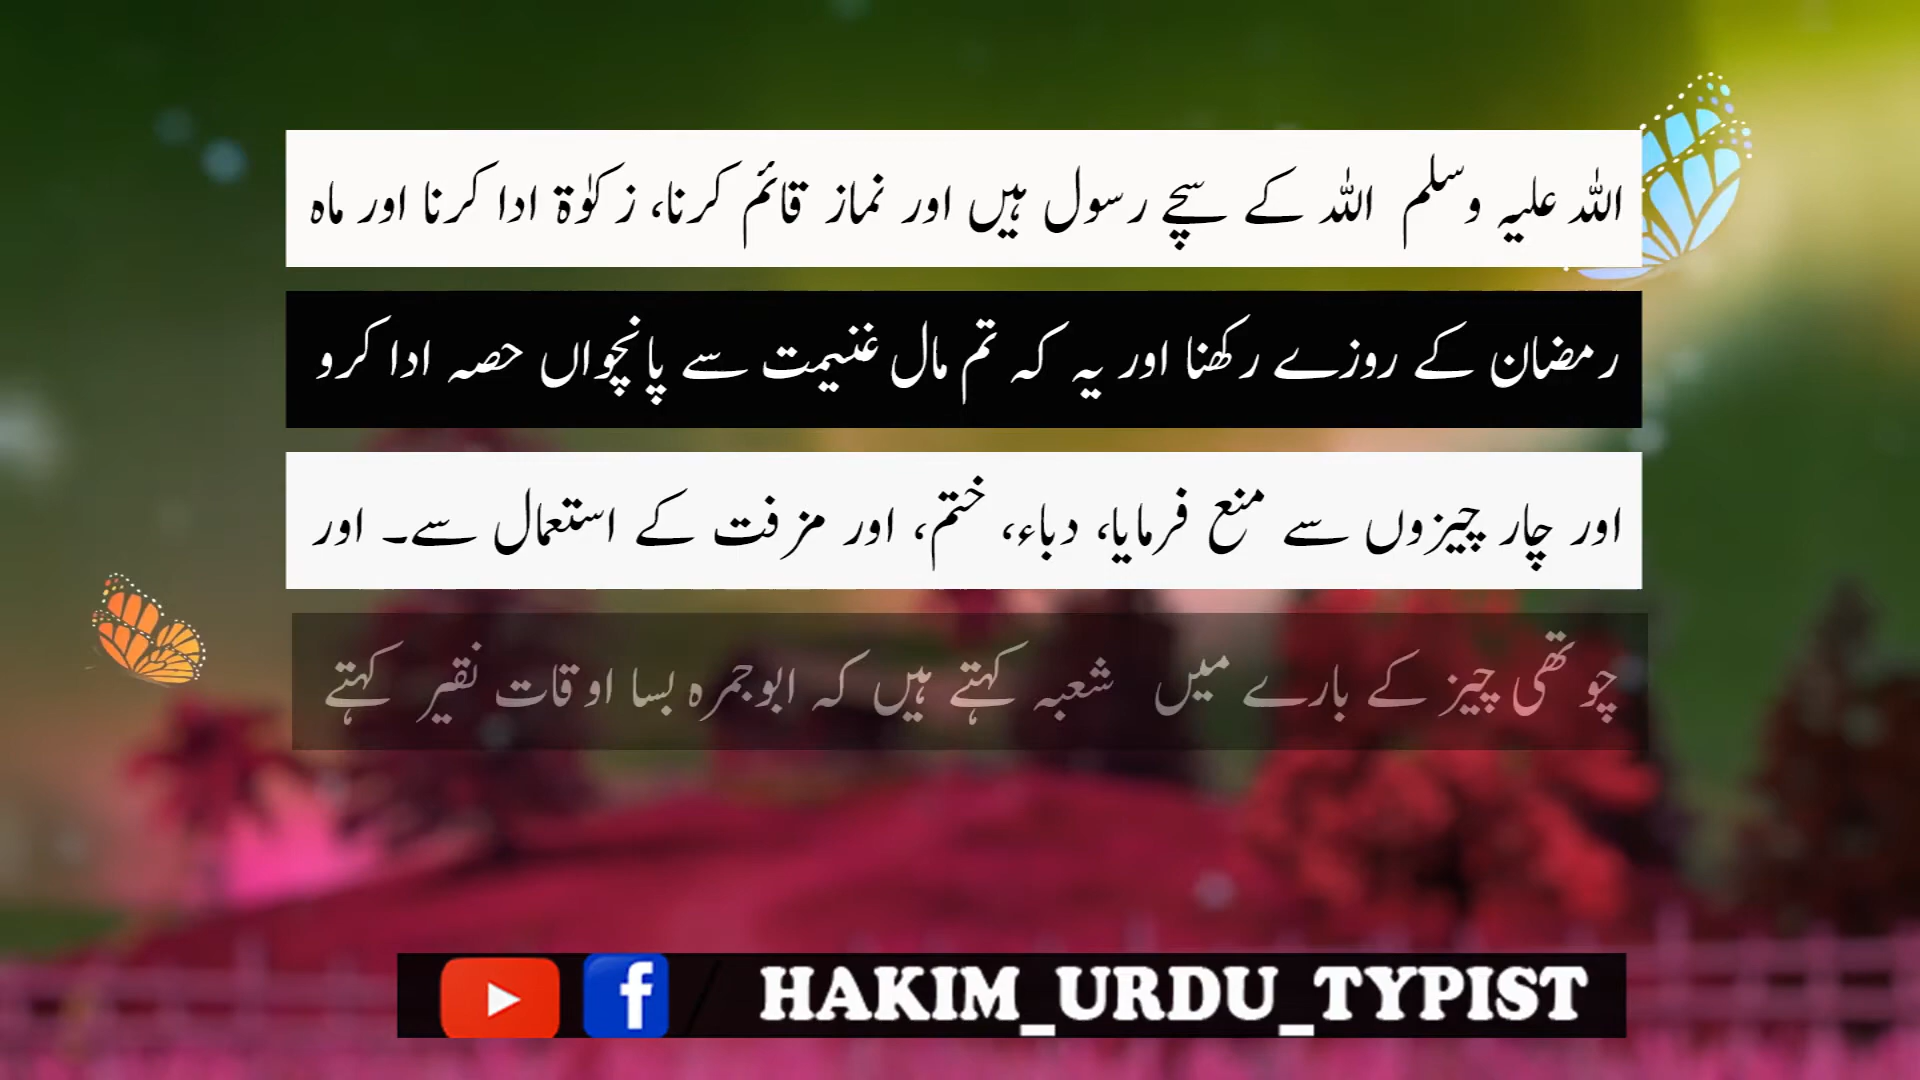 اللہ علیہ وسلم اللہ کے سچے رسول ہیں اور نماز قائم کرنا، زکوٰۃ ادا کرنا اور ماہ
رمضان کے روزے رکھنا اور یہ کہ تم مال غنیمت سے پانچواں حصہ ادا کرو
اور چار چیزوں سے منع فرمایا، دباء، ختم، اور مزفت کے استعمال سے۔ اور
چوتھی چیز کے بارے میں شعبہ کہتے ہیں کہ ابوجمرہ بسا اوقات نقیر کہتے
HAKIM_URDU_TYPIST